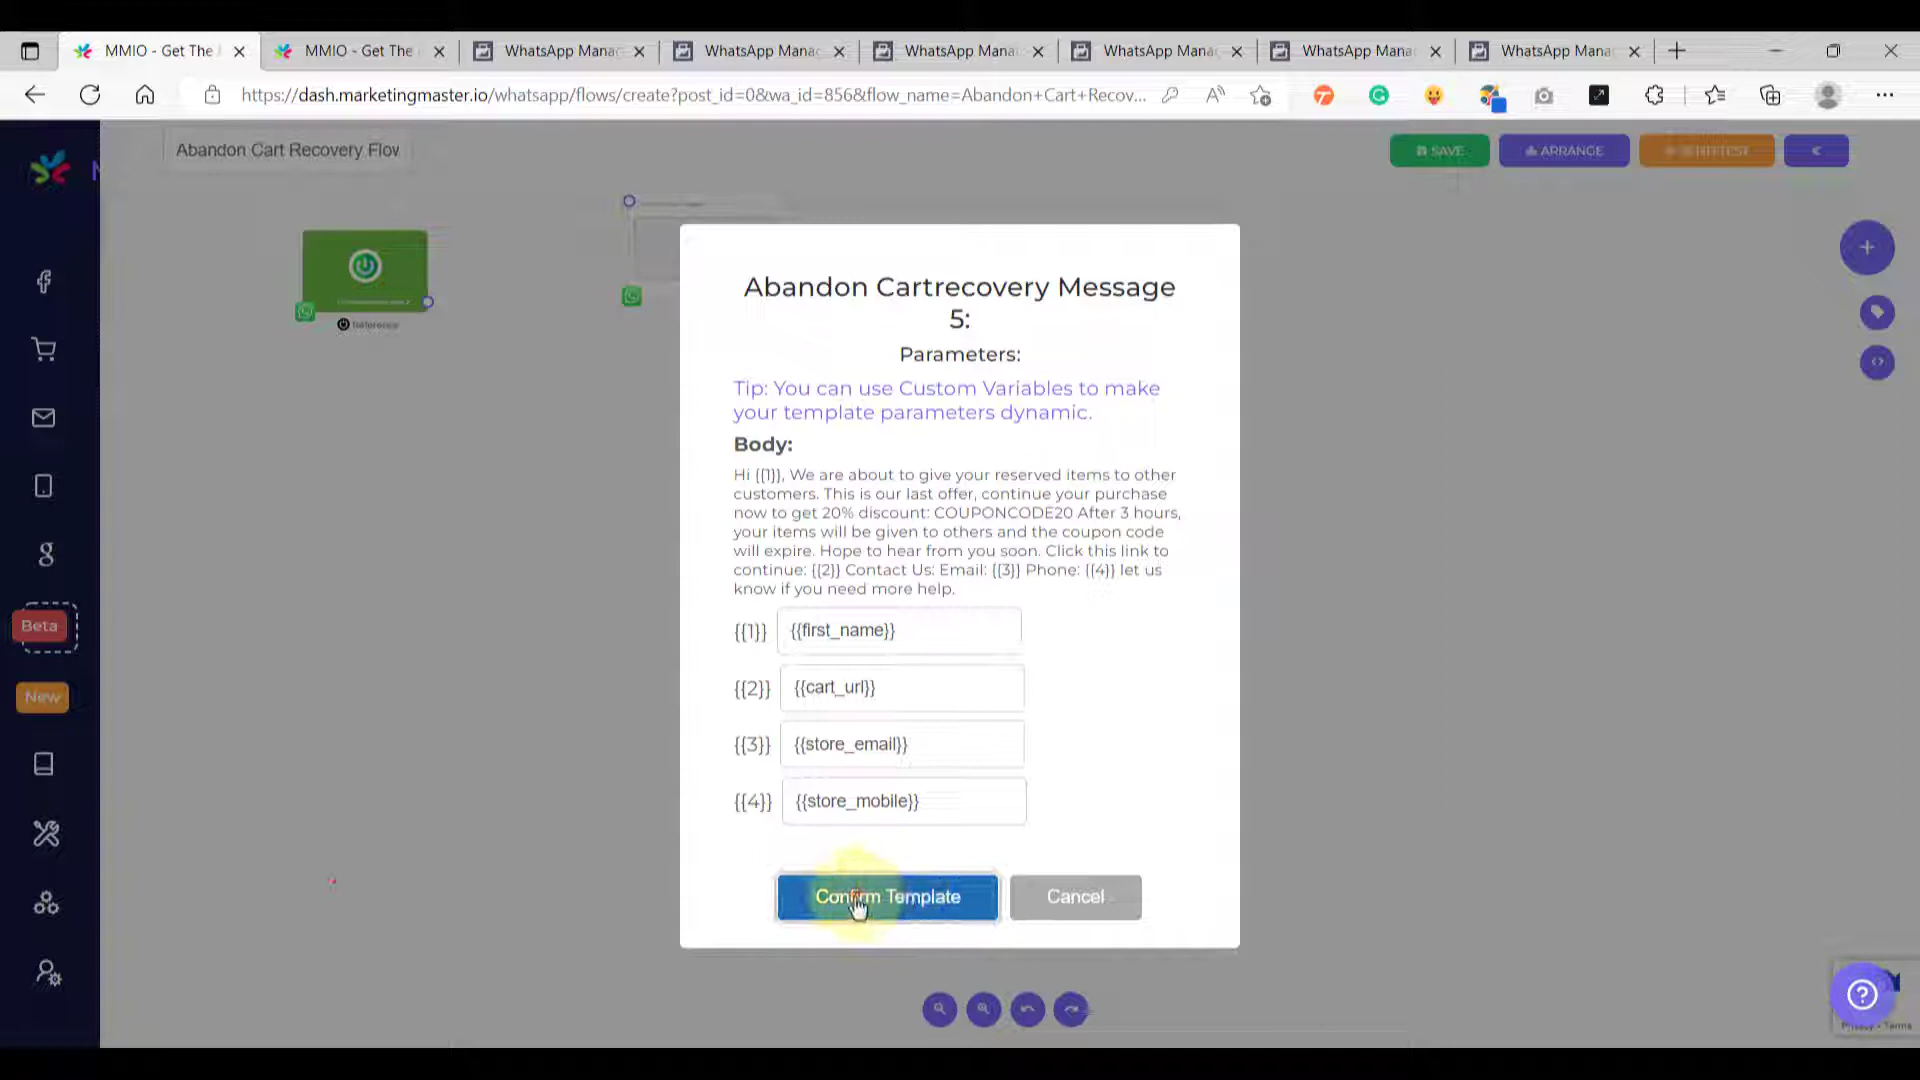 MMIO - Get The
MMIO - Get The
WhatsApp Mana
WhatsApp Mana
WhatsApp Mana
WhatsApp Mana
WhatsApp Mana
WhatsApp Mana
https://dash.marketingmaster.io/whatsapp/flows/create?post_id=0&wa_id=856&flow_name=Abandon+Cart+Recov...
Abandon Cart Recovery Flow
SAVE
ARRANGE
Reference
Abandon Cartrecovery Message
5:
Parameters:
Tip: You can use Custom Variables to make
your template parameters dynamic.
Body:
Hi {{1}}, We are about to give your reserved items to other
customers. This is our last offer, continue your purchase
now to get 20% discount: COUPONCODE20 After 3 hours,
your items will be given to others and the coupon code
will expire. Hope to hear from you soon. Click this link to
continue: {{2}} Contact Us: Email: {{3}} Phone: {{4}} let us
know if you need more help.
{{1}} {{first_name}}
{{2}} {{cart_url}}
{{3}} {{store_email}}
{{4}} {{store_mobile}}
Confirm Template
Cancel
Beta
New
Privacy - Terms